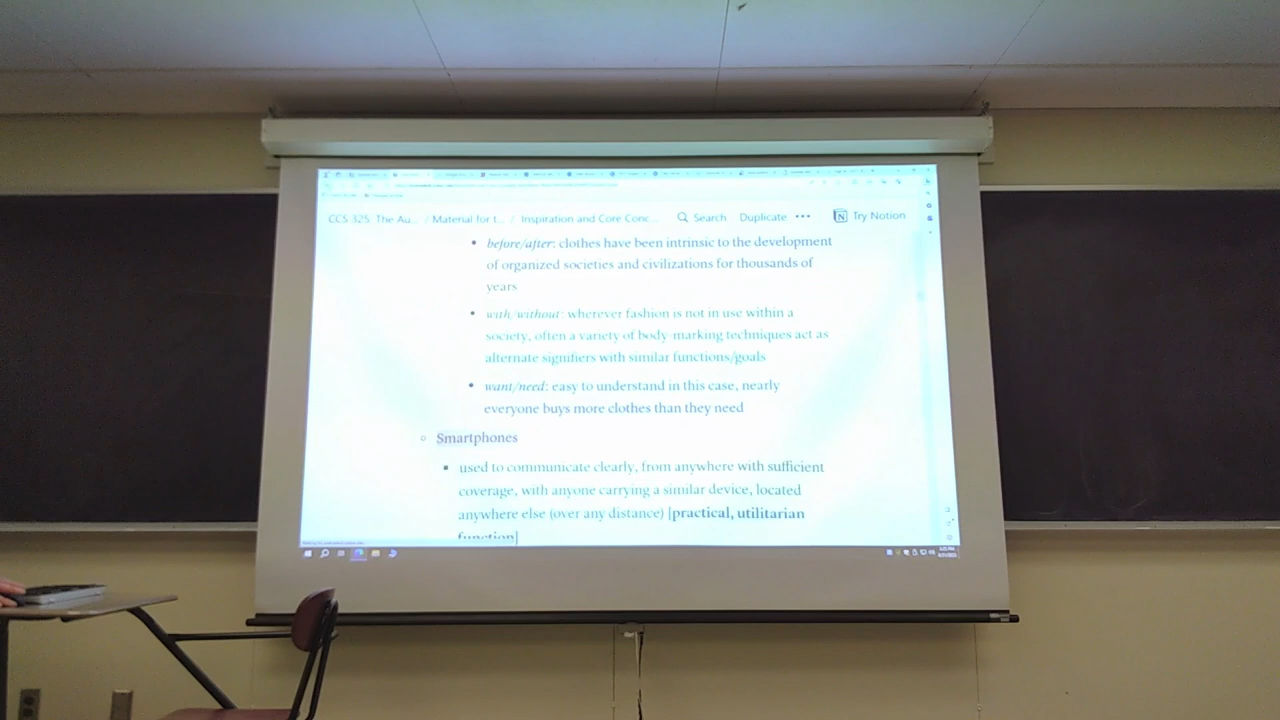 CCS 325: The Au... / Material for t... / Inspiration and Core Conc... Search Duplicate ••• Try Notion
• before/after: clothes have been intrinsic to the development
of organized societies and civilizations for thousands of
years
• with/without: wherever fashion is not in use within a
society, often a variety of body-marking techniques act as
alternate signifiers with similar functions/goals
• want/need: easy to understand in this case, nearly
everyone buys more clothes than they need
Smartphones
used to communicate clearly, from anywhere with sufficient
coverage, with anyone carrying a similar device, located
anywhere else (over any distance) [practical, utilitarian
function]